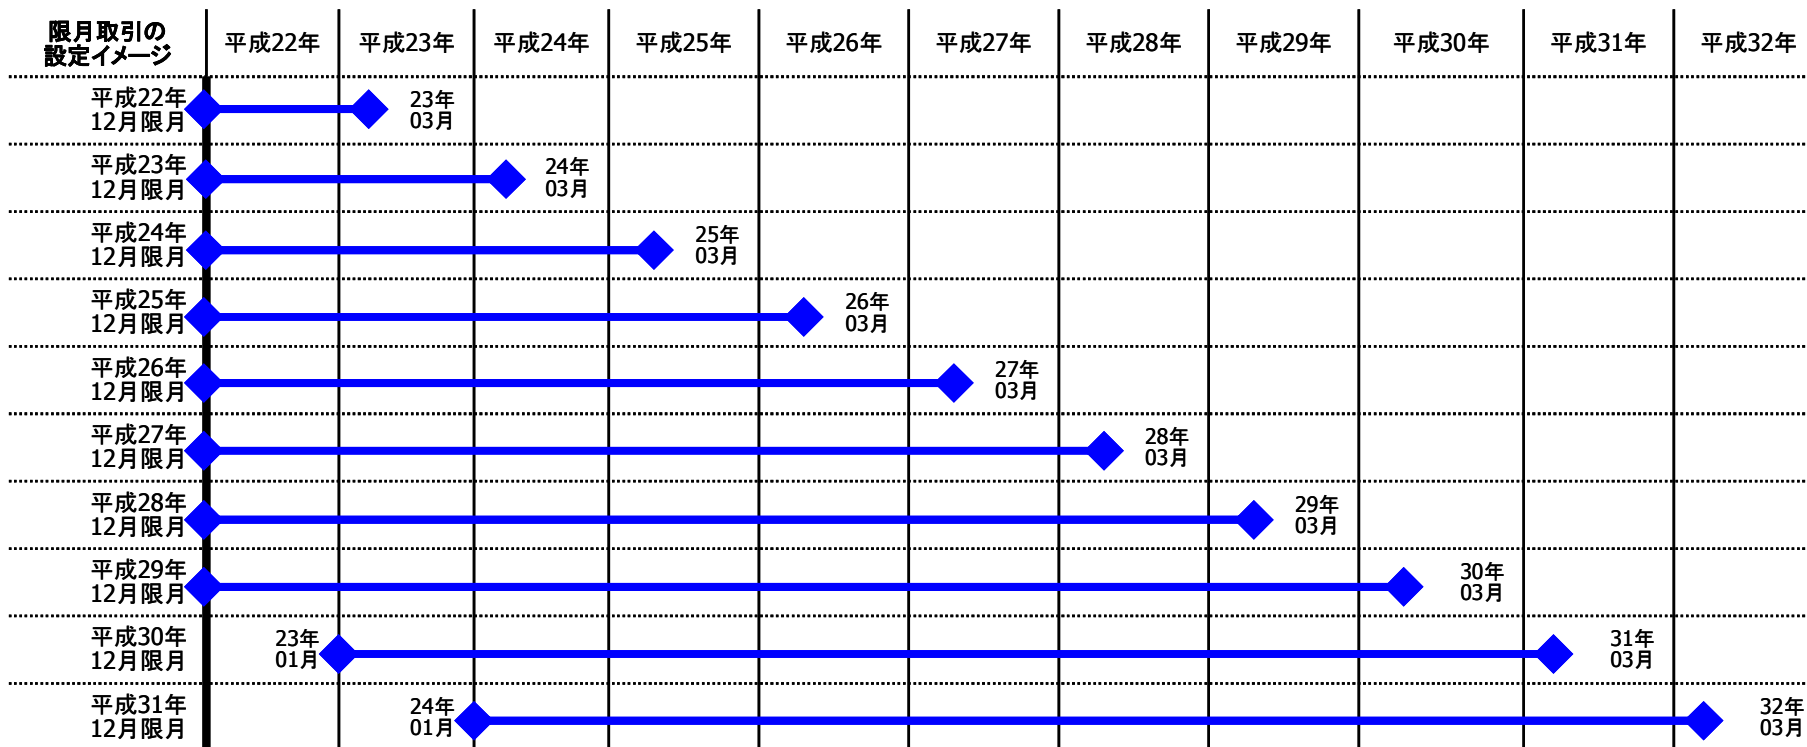 限月取引の
設定イメージ
平成22年
平成23年
平成24年
平成25年
平成26年
平成27年
平成28年
平成29年
平成30年
平成31年
平成32年
平成22年
12月限月
23年
03月
平成23年
12月限月
24年
03月
平成24年
12月限月
25年
03月
平成25年
12月限月
26年
03月
平成26年
12月限月
27年
03月
平成27年
12月限月
28年
03月
平成28年
12月限月
29年
03月
平成29年
12月限月
30年
03月
平成30年
12月限月
23年
01月
31年
03月
平成31年
12月限月
24年
01月
32年
03月